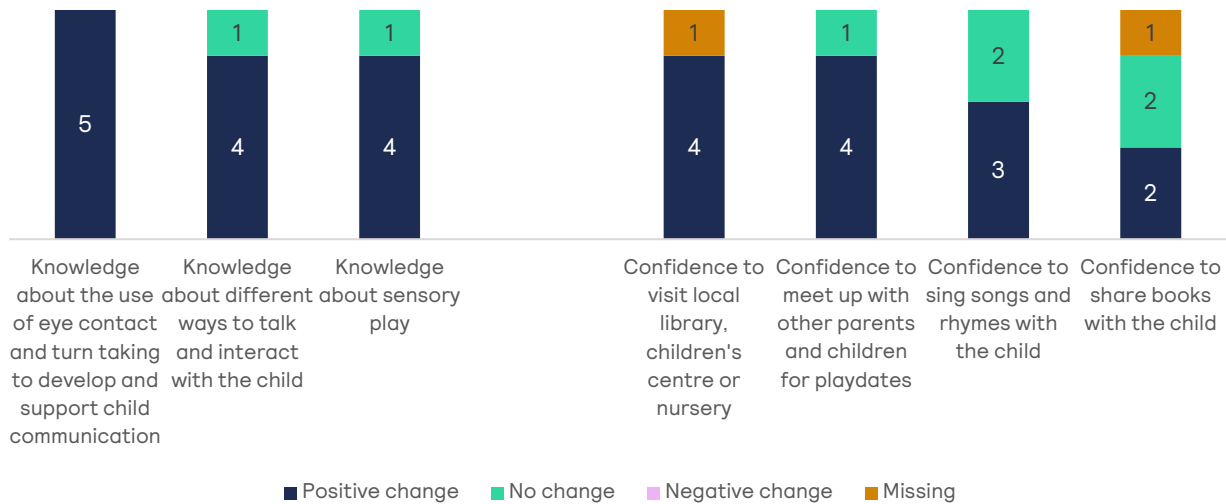 5
1
4
1
4
1
4
1
4
2
3
1
2
2
Knowledge
about the use
of eye contact
and turn taking
to develop and
support child
communication
Knowledge
about different
ways to talk
and interact
with the child
Knowledge
about sensory
play
Confidence to
visit local
library,
children's
centre or
nursery
Confidence to
meet up with
other parents
and children
for playdates
Confidence to
sing songs and
rhymes with
the child
Confidence to
share books
with the child
Positive change
No change
Negative change
Missing